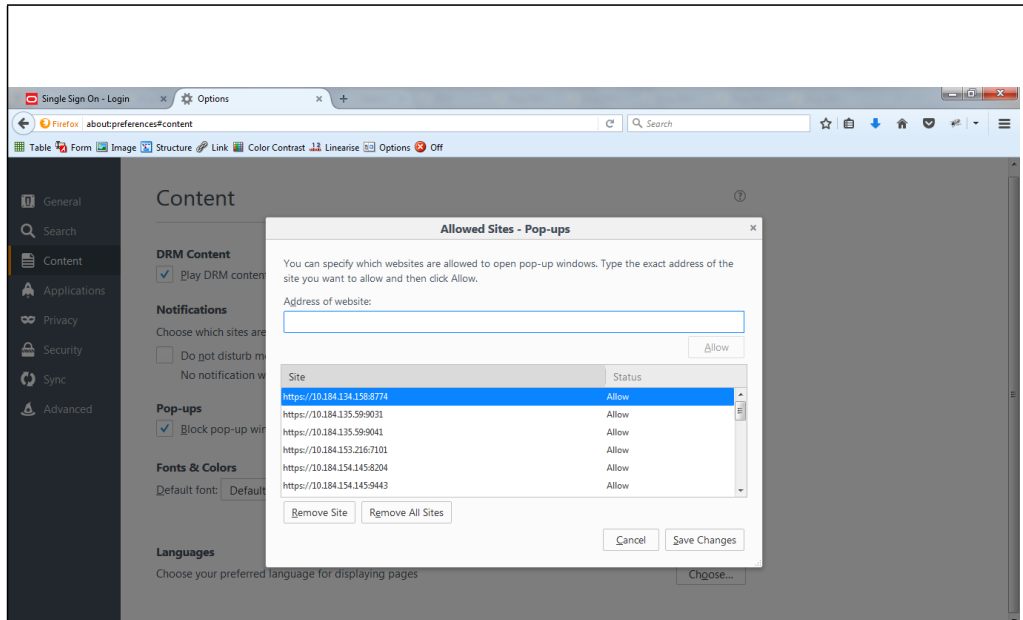 Single Sign On - Login
Options
Firefox about:preferences#content
Search
Table Form Image Structure Link Color Contrast Linearise Options Off
General
Search
Content
Applications
Privacy
Security
Sync
Advanced
Content
DRM Content
Play DRM conten
Notifications
Choose which sites are
Do not disturb m
No notification w
Pop-ups
Block pop-up win
Fonts & Colors
Default font: Default
Languages
Choose your preferred language for displaying pages
Choose...
Allowed Sites - Pop-ups
You can specify which websites are allowed to open pop-up windows. Type the exact address of the
site you want to allow and then click Allow.
Address of website:
Allow
Site Status
https://10.184.134.158:8774 Allow
https://10.184.135.59:9031 Allow
https://10.184.135.59:9041 Allow
https://10.184.153.216:7101 Allow
https://10.184.154.145:8204 Allow
https://10.184.154.145:9443 Allow
Remove Site Remove All Sites
Cancel Save Changes